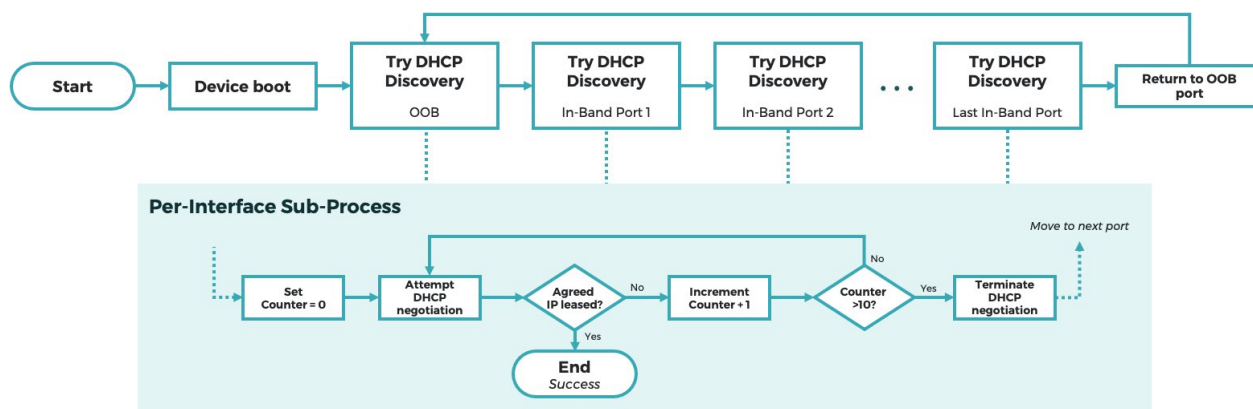 Start
Device boot
Try DHCP
Discovery
OOB
Try DHCP
Discovery
In-Band Port 1
Try DHCP
Discovery
In-Band Port 2
...
Try DHCP
Discovery
Last In-Band Port
Return to OOB
port
Per-Interface Sub-Process
Move to next port
Set
Counter = 0
Attempt
DHCP
negotiation
Agreed
IP leased?
No
Yes
End
Success
Increment
Counter + 1
Counter
>10?
No
Yes
Terminate
DHCP
negotiation